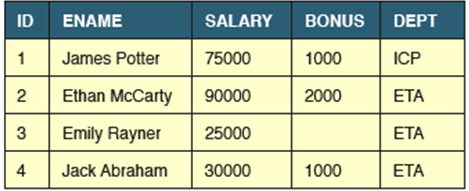 ID ENAME SALARY BONUS DEPT
1 James Potter 75000 1000 ICP
2 Ethan McCarty 90000 2000 ETA
3 Emily Rayner 25000 ETA
4 Jack Abraham 30000 1000 ETA